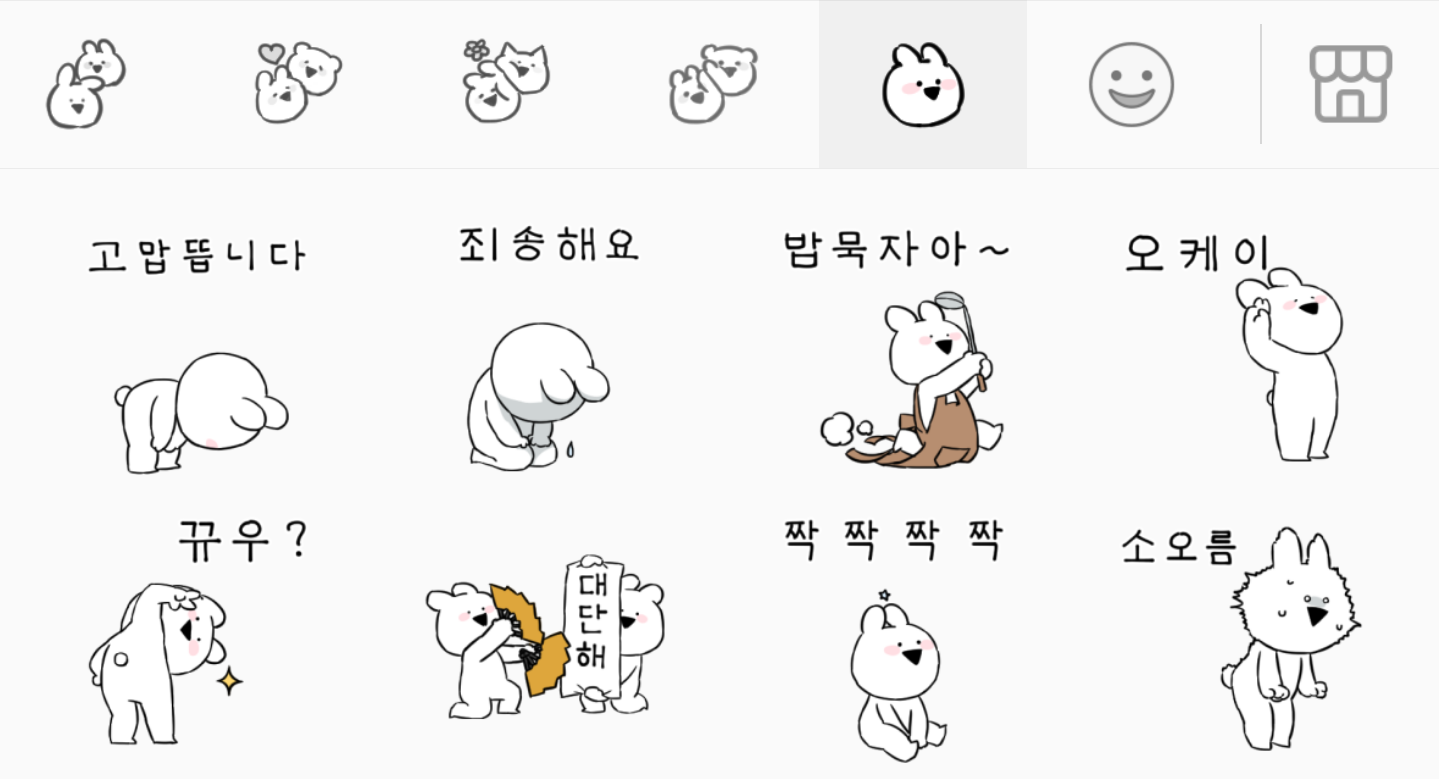 고맙뜹니다
죄송해요
밥묵자아~
오케이
뀨우?
대단해
짝 짝 짝 짝
소오름